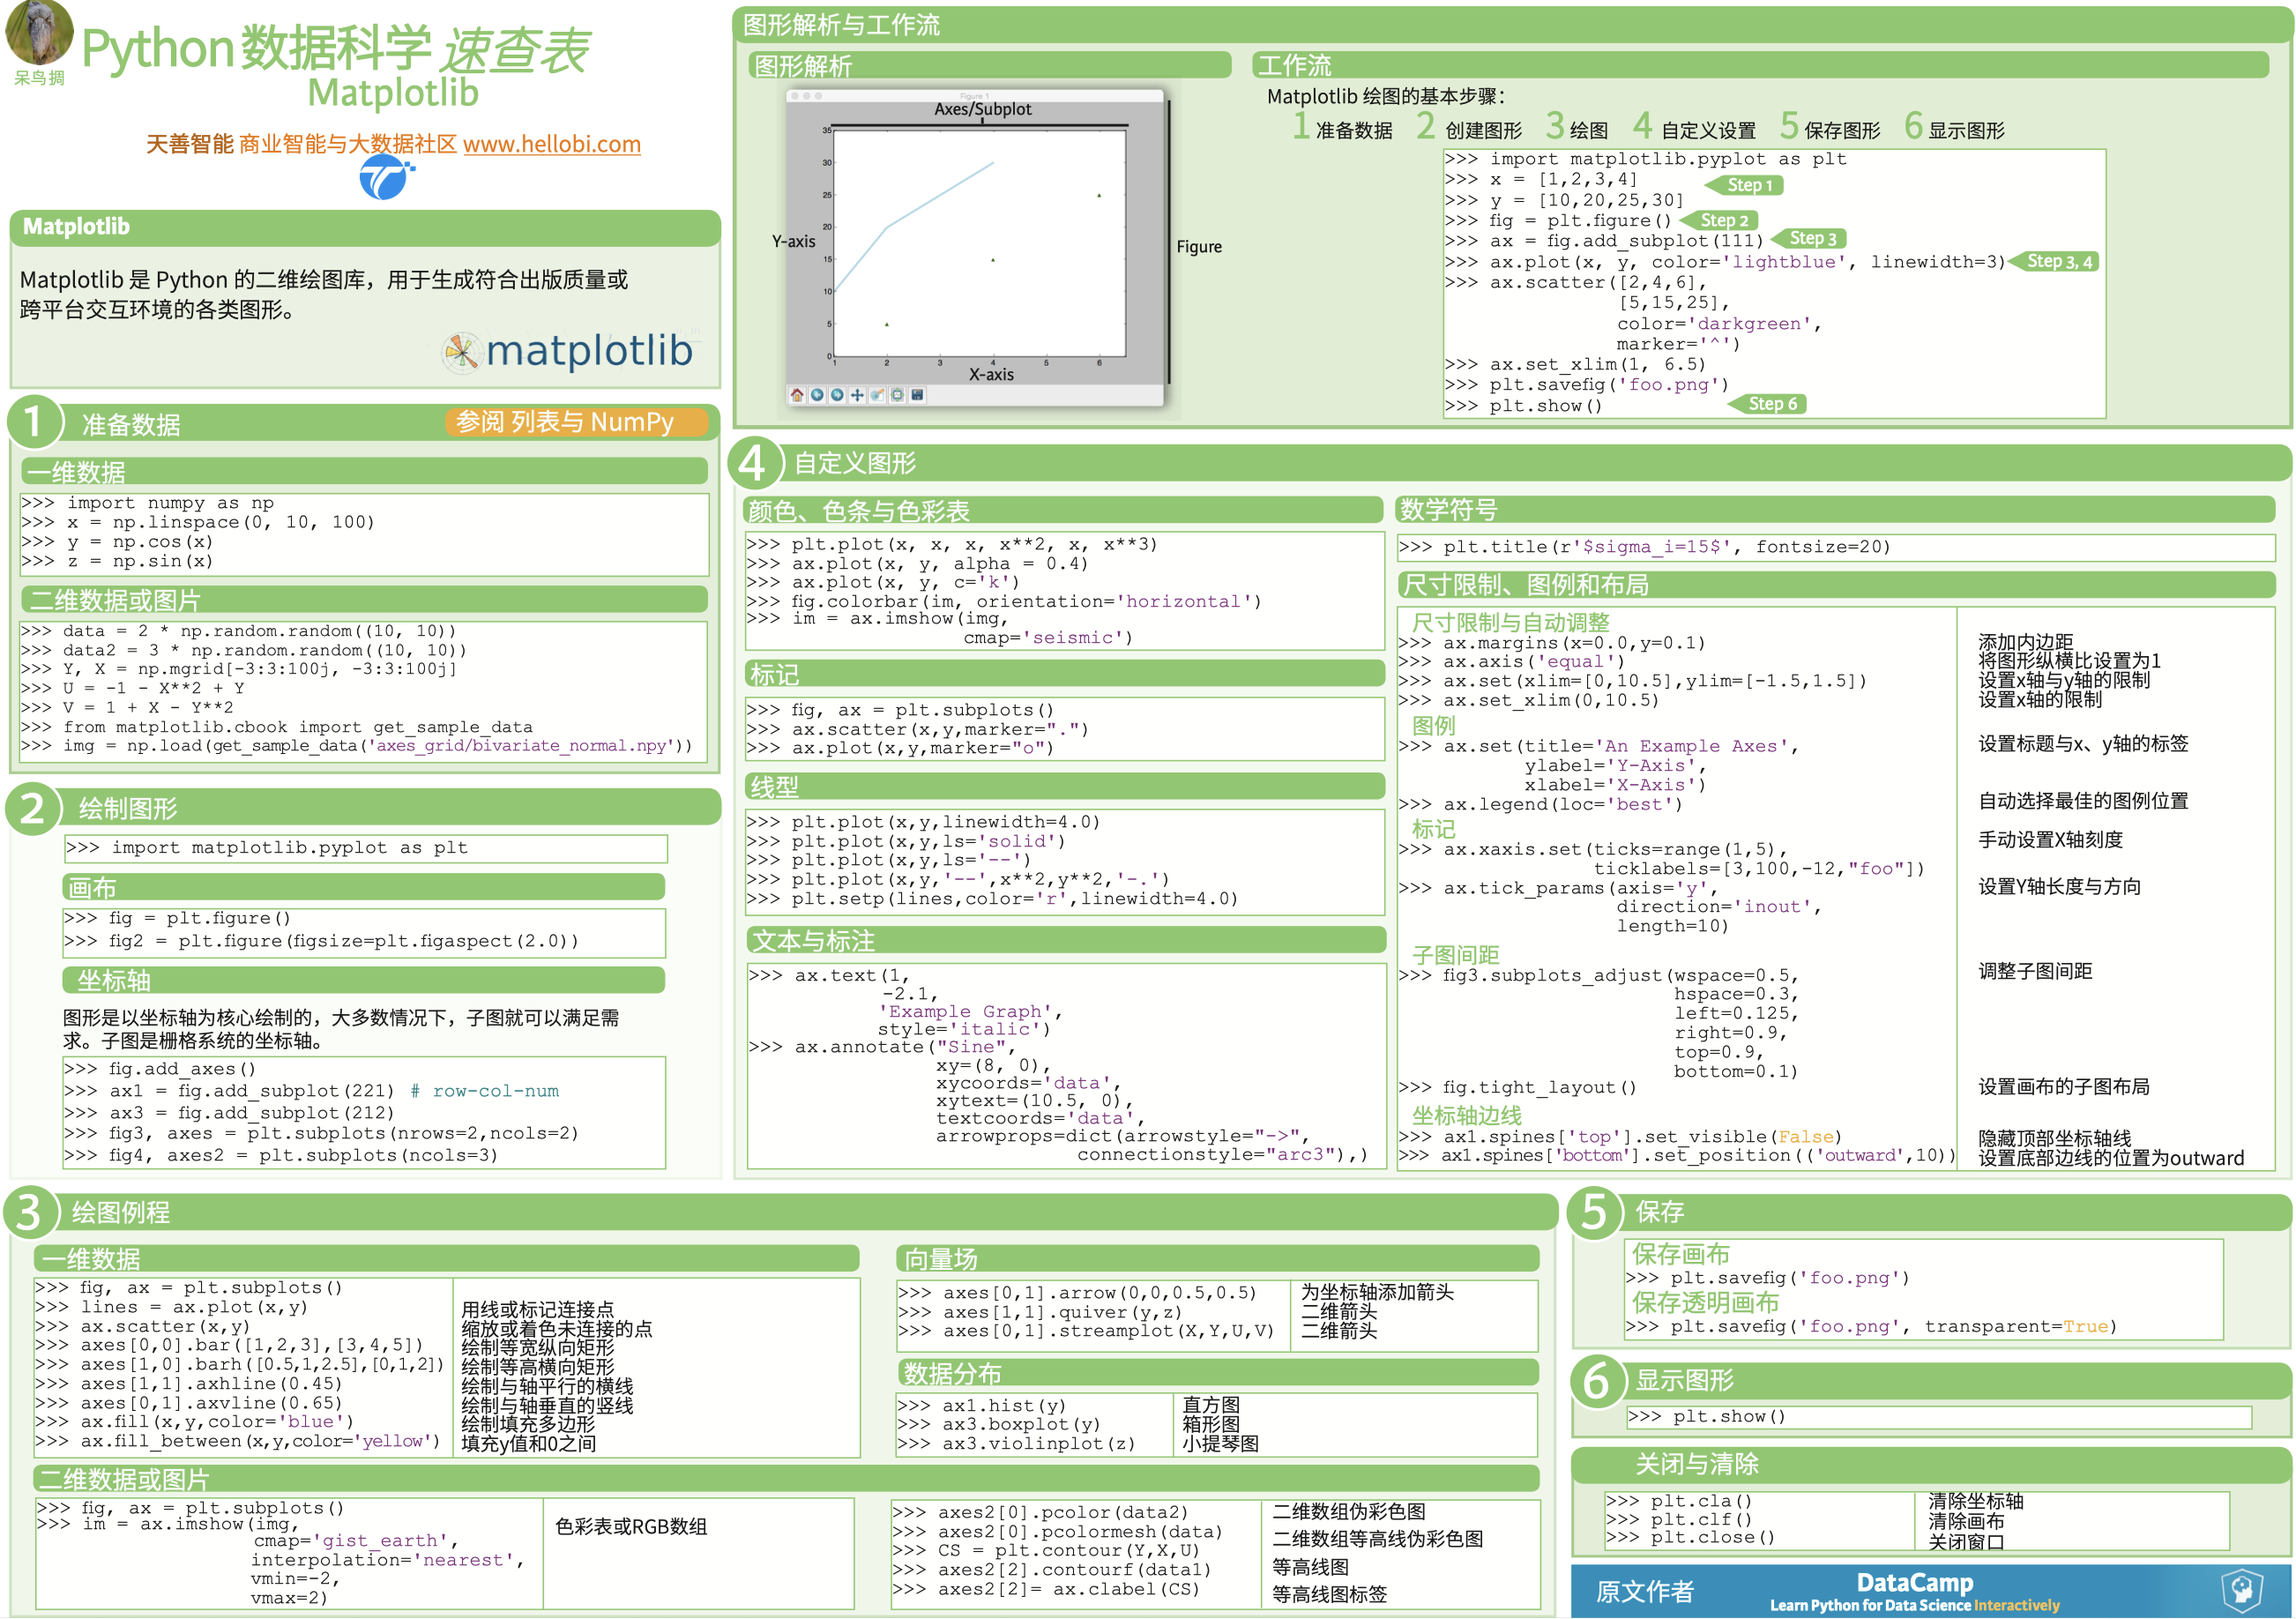 呆鸟 捆
Python 数据科学 速查表
Matplotlib
天善智能 商业智能与大数据社区 www.hellobi.com
Matplotlib
Matplotlib 是 Python 的二维绘图库，用于生成符合出版质量或
跨平台交互环境的各类图形。
matplotlib
1 准备数据 参阅 列表与 NumPy
一维数据
>>> import numpy as np
>>> x = np.linspace(0, 10, 100)
>>> y = np.cos(x)
>>> z = np.sin(x)
二维数据或图片
>>> data = 2 * np.random.random((10, 10))
>>> data2 = 3 * np.random.random((10, 10))
>>> Y, X = np.mgrid[-3:3:100j, -3:3:100j]
>>> U = -1 - X**2 + Y
>>> V = 1 + X - Y**2
>>> from matplotlib.cbook import get_sample_data
>>> img = np.load(get_sample_data('axes_grid/bivariate_normal.npy'))
2 绘制图形
>>> import matplotlib.pyplot as plt
画布
>>> fig = plt.figure()
>>> fig2 = plt.figure(figsize=plt.figaspect(2.0))
坐标轴
图形是以坐标轴为核心绘制的，大多数情况下，子图就可以满足需
求。子图是栅格系统的坐标轴。
>>> fig.add_axes()
>>> ax1 = fig.add_subplot(221) # row-col-num
>>> ax3 = fig.add_subplot(212)
>>> fig3, axes = plt.subplots(nrows=2,ncols=2)
>>> fig4, axes2 = plt.subplots(ncols=3)
图形解析与工作流
图形解析
Figure 1
Axes/Subplot
35
30
25
20
15
10
5
0
Y-axis
1 2 3 4 5 6
X-axis
Figure
工作流
Matplotlib 绘图的基本步骤：
1 准备数据 2 创建图形 3 绘图 4 自定义设置 5 保存图形 6 显示图形
>>> import matplotlib.pyplot as plt
>>> x = [1,2,3,4] Step 1
>>> y = [10,20,25,30]
>>> fig = plt.figure() Step 2
>>> ax = fig.add_subplot(111) Step 3
>>> ax.plot(x, y, color='lightblue', linewidth=3) Step 3, 4
>>> ax.scatter([2,4,6],
[5,15,25],
color='darkgreen',
marker='^')
>>> ax.set_xlim(1, 6.5)
>>> plt.savefig('foo.png')
>>> plt.show() Step 6
4 自定义图形
颜色、色条与色彩表
>>> plt.plot(x, x, x, x**2, x, x**3)
>>> ax.plot(x, y, alpha = 0.4)
>>> ax.plot(x, y, c='k')
>>> fig.colorbar(im, orientation='horizontal')
>>> im = ax.imshow(img,
cmap='seismic')
标记
>>> fig, ax = plt.subplots()
>>> ax.scatter(x,y,marker=".")
>>> ax.plot(x,y,marker="o")
线型
>>> plt.plot(x,y,linewidth=4.0)
>>> plt.plot(x,y,ls='solid')
>>> plt.plot(x,y,ls='--')
>>> plt.plot(x,y,'--',x**2,y**2,'-.')
>>> plt.setp(lines,color='r',linewidth=4.0)
文本与标注
>>> ax.text(1,
-2.1,
'Example Graph',
style='italic')
>>> ax.annotate("Sine",
xy=(8, 0),
xycoords='data',
xytext=(10.5, 0),
textcoords='data',
arrowprops=dict(arrowstyle="->",
connectionstyle="arc3"),)
数学符号
>>> plt.title(r'$sigma_i=15$', fontsize=20)
尺寸限制、图例和布局
尺寸限制与自动调整
>>> ax.margins(x=0.0,y=0.1) 添加内边距
>>> ax.axis('equal') 将图形纵横比设置为1
>>> ax.set(xlim=[0,10.5],ylim=[-1.5,1.5]) 设置x轴与y轴的限制
>>> ax.set_xlim(0,10.5) 设置x轴的限制
图例
>>> ax.set(title='An Example Axes', 设置标题与x、y轴的标签
ylabel='Y-Axis',
xlabel='X-Axis')
>>> ax.legend(loc='best') 自动选择最佳的图例位置
标记
>>> ax.xaxis.set(ticks=range(1,5), 手动设置X轴刻度
ticklabels=[3,100,-12,"foo"])
>>> ax.tick_params(axis='y', 设置Y轴长度与方向
direction='inout',
length=10)
子图间距
>>> fig3.subplots_adjust(wspace=0.5, 调整子图间距
hspace=0.3,
left=0.125,
right=0.9,
top=0.9,
bottom=0.1)
>>> fig.tight_layout() 设置画布的子图布局
坐标轴边线
>>> ax1.spines['top'].set_visible(False) 隐藏顶部坐标轴线
>>> ax1.spines['bottom'].set_position(('outward',10)) 设置底部边线的位置为outward
3 绘图例程
一维数据
>>> fig, ax = plt.subplots()
>>> lines = ax.plot(x,y) 用线或标记连接点
>>> ax.scatter(x,y) 缩放或着色未连接的点
>>> axes[0,0].bar([1,2,3],[3,4,5]) 绘制等宽纵向矩形
>>> axes[1,0].barh([0.5,1,2.5],[0,1,2]) 绘制等高横向矩形
>>> axes[1,1].axhline(0.45) 绘制与轴平行的横线
>>> axes[0,1].axvline(0.65) 绘制与轴垂直的竖线
>>> ax.fill(x,y,color='blue') 绘制填充多边形
>>> ax.fill_between(x,y,color='yellow') 填充y值和0之间
向量场
>>> axes[0,1].arrow(0,0,0.5,0.5) 为坐标轴添加箭头
>>> axes[1,1].quiver(y,z) 二维箭头
>>> axes[0,1].streamplot(X,Y,U,V) 二维箭头
数据分布
>>> ax1.hist(y) 直方图
>>> ax3.boxplot(y) 箱形图
>>> ax3.violinplot(z) 小提琴图
二维数据或图片
>>> fig, ax = plt.subplots()
>>> im = ax.imshow(img, 色彩表或RGB数组
cmap='gist_earth',
interpolation='nearest',
vmin=-2,
vmax=2)
>>> axes2[0].pcolor(data2) 二维数组伪彩色图
>>> axes2[0].pcolormesh(data) 二维数组等高线伪彩色图
>>> CS = plt.contour(Y,X,U) 等高线图
>>> axes2[2].contourf(data1)
>>> axes2[2]= ax.clabel(CS) 等高线图标签
5 保存
保存画布
>>> plt.savefig('foo.png')
保存透明画布
>>> plt.savefig('foo.png', transparent=True)
6 显示图形
>>> plt.show()
关闭与清除
>>> plt.cla() 清除坐标轴
>>> plt.clf() 清除画布
>>> plt.close() 关闭窗口
原文作者 DataCamp
Learn Python for Data Science Interactively